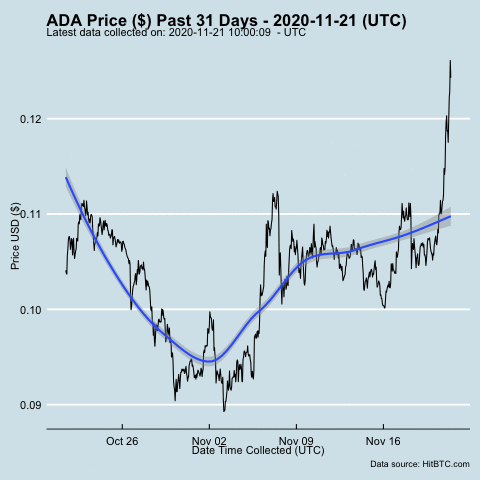 ADA Price ($) Past 31 Days - 2020-11-21 (UTC)
Latest data collected on: 2020-11-21 10:00:09 - UTC
Price USD ($)
0.12
0.11
0.10
0.09
Oct 26 Nov 02 Nov 09 Nov 16
Date Time Collected (UTC)
Data source: HitBTC.com